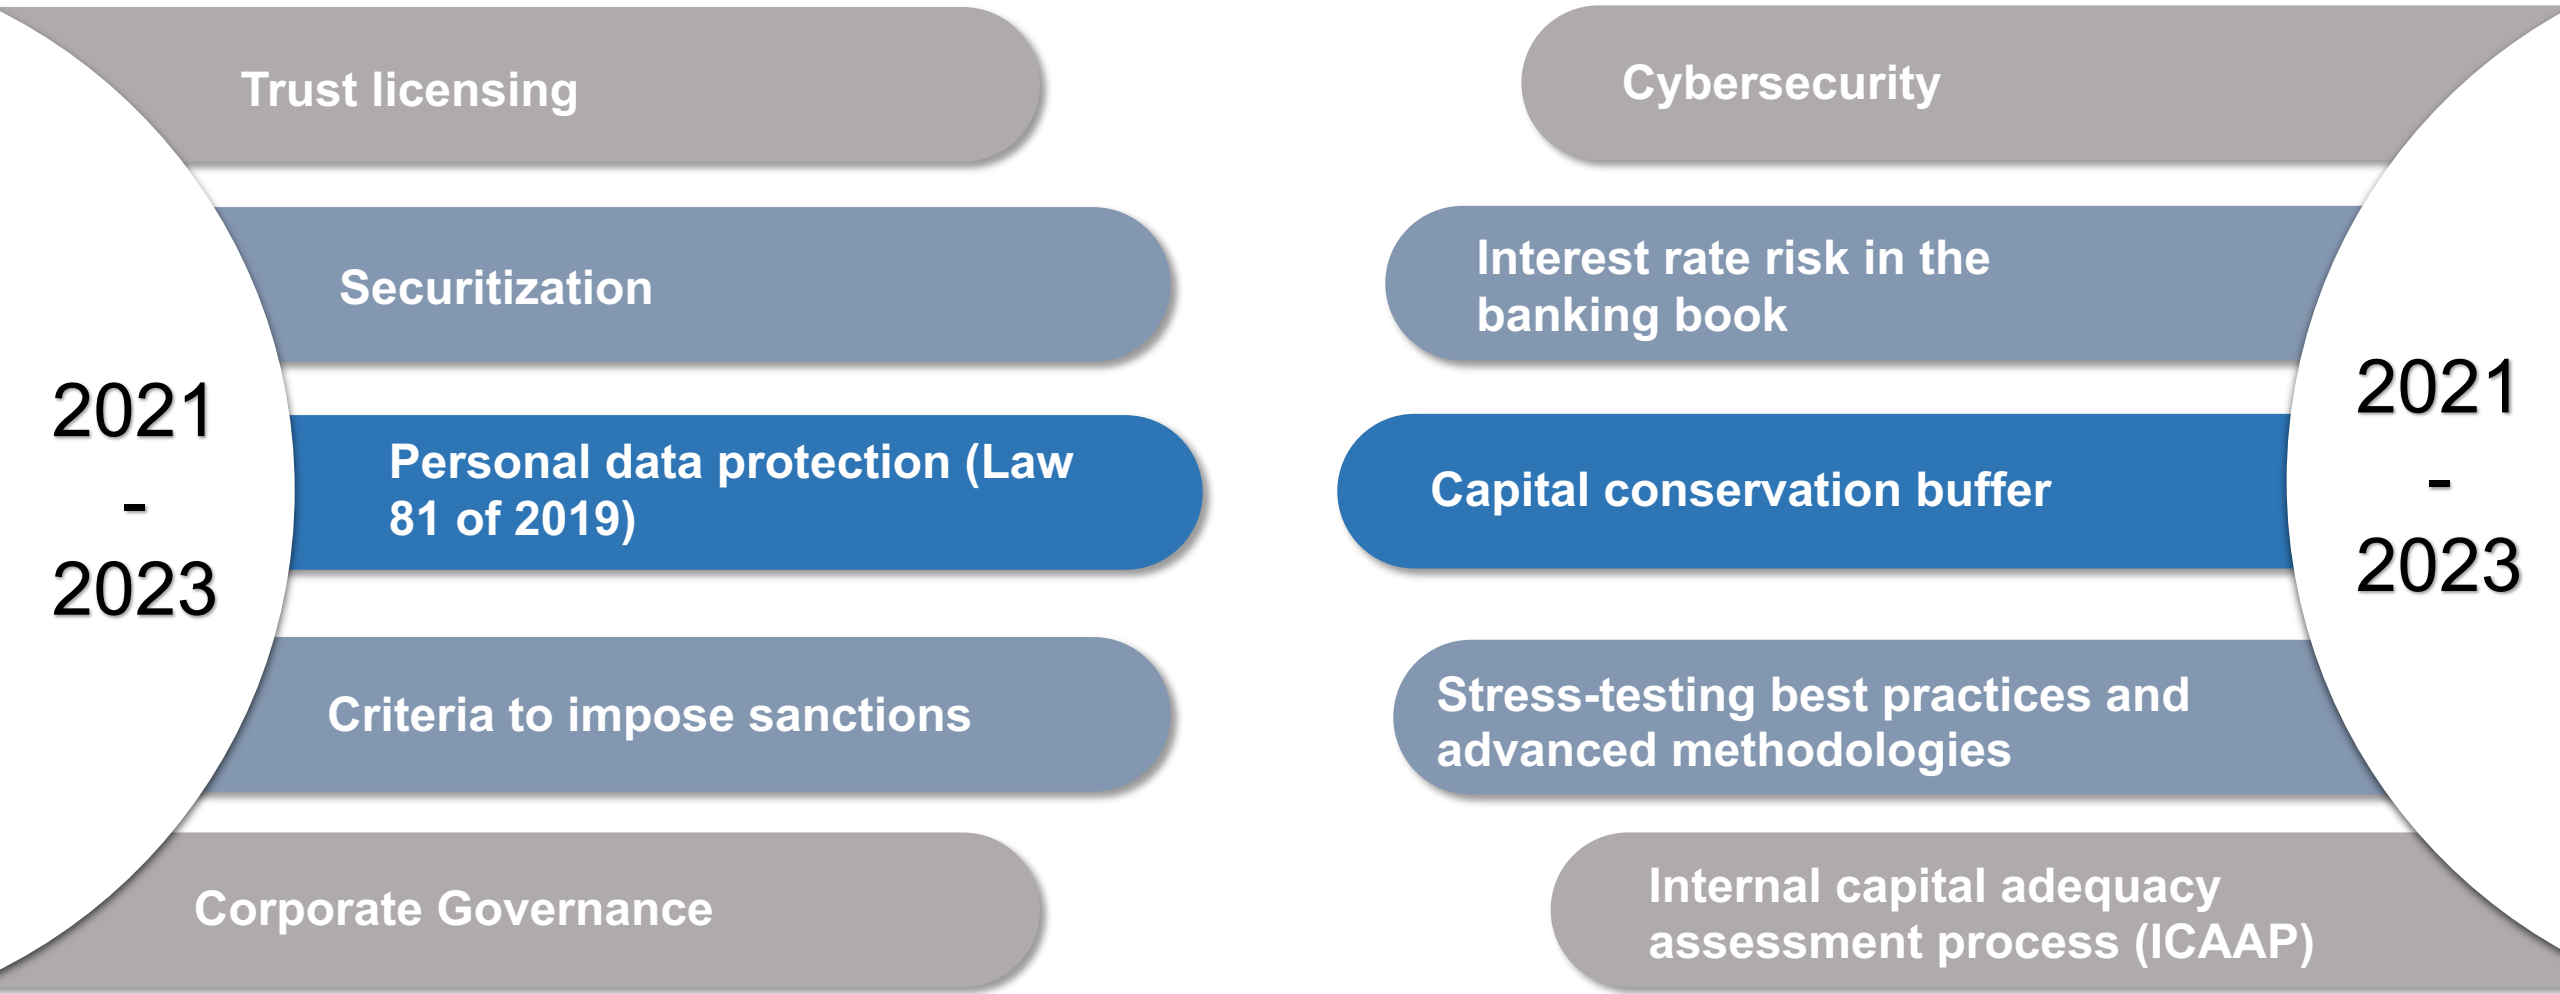 2021
-
2023
Trust licensing
Securitization
Personal data protection (Law
81 of 2019)
Criteria to impose sanctions
Corporate Governance
Cybersecurity
Interest rate risk in the
banking book
Capital conservation buffer
Stress-testing best practices and
advanced methodologies
Internal capital adequacy
assessment process (ICAAP)
2021
-
2023